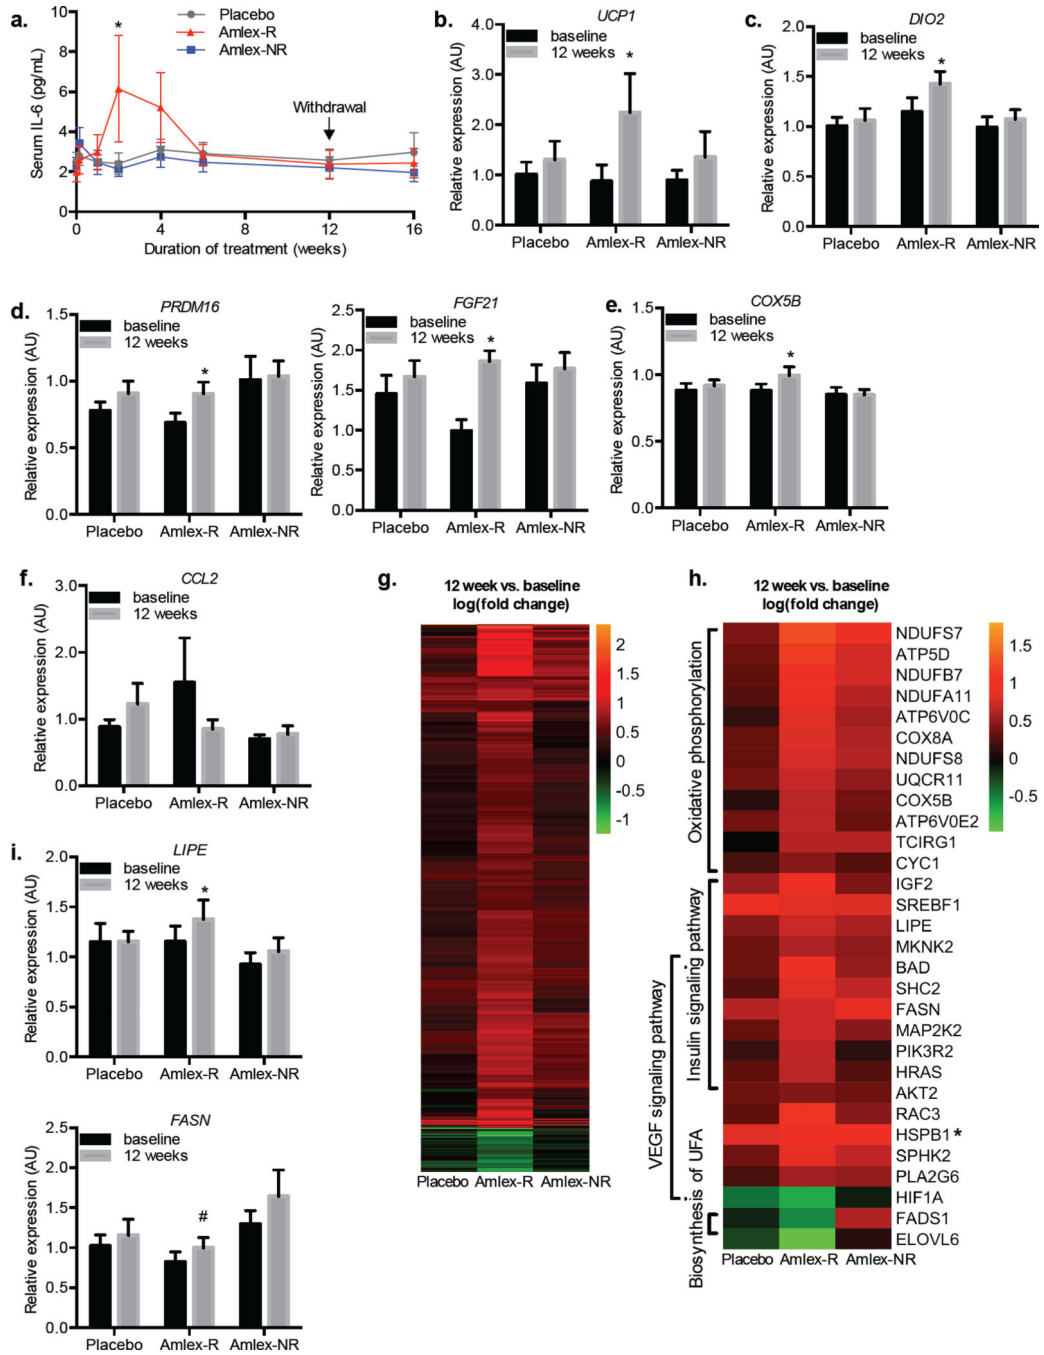 a.
Placebo
Amlex-R
Amlex-NR
*
Withdrawal
Serum IL-6 (pg/mL)
10
8
6
4
2
0
0 4 8 12 16
Duration of treatment (weeks)
b.
UCP1
baseline
12 weeks
*
Relative expression (AU)
4.0
3.0
2.0
1.0
0.0
Placebo Amlex-R Amlex-NR
c.
DIO2
baseline
12 weeks
*
Relative expression (AU)
2.0
1.5
1.0
0.5
0.0
Placebo Amlex-R Amlex-NR
d.
PRDM16
baseline
12 weeks
*
Relative expression (AU)
1.5
1.0
0.5
0.0
Placebo Amlex-R Amlex-NR
FGF21
baseline
12 weeks
*
Relative expression (AU)
2.5
2.0
1.5
1.0
0.5
0.0
Placebo Amlex-R Amlex-NR
e.
COX5B
baseline
12 weeks
*
Relative expression (AU)
1.5
1.0
0.5
0.0
Placebo Amlex-R Amlex-NR
f.
CCL2
baseline
12 weeks
Relative expression (AU)
3.0
2.0
1.0
0.0
Placebo Amlex-R Amlex-NR
g.
12 week vs. baseline
log(fold change)
2
1.5
1
0.5
0
-0.5
-1
Placebo Amlex-R Amlex-NR
h.
12 week vs. baseline
log(fold change)
1.5
1
0.5
0
-0.5
Oxidative phosphorylation
Insulin signaling pathway
VEGF signaling pathway
Biosynthesis of UFA
NDUFS7
ATP5D
NDUFB7
NDUFA11
ATP6V0C
COX8A
NDUFS8
UQCR11
COX5B
ATP6V0E2
TCIRG1
CYC1
IGF2
SREBF1
LIPE
MKNK2
BAD
SHC2
FASN
MAP2K2
PIK3R2
HRAS
AKT2
RAC3
HSPB1*
SPHK2
PLA2G6
HIF1A
FADS1
ELOVL6
Placebo Amlex-R Amlex-NR
i.
LIPE
baseline
12 weeks
*
Relative expression (AU)
2.0
1.5
1.0
0.5
0.0
Placebo Amlex-R Amlex-NR
FASN
baseline
12 weeks
#
Relative expression (AU)
2.5
2.0
1.5
1.0
0.5
0.0
Placebo Amlex-R Amlex-NR